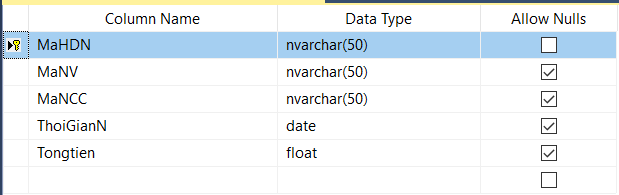 Column Name Data Type Allow Nulls
MaHDN nvarchar(50)
MaNV nvarchar(50)
MaNCC nvarchar(50)
ThoiGianN date
Tongtien float